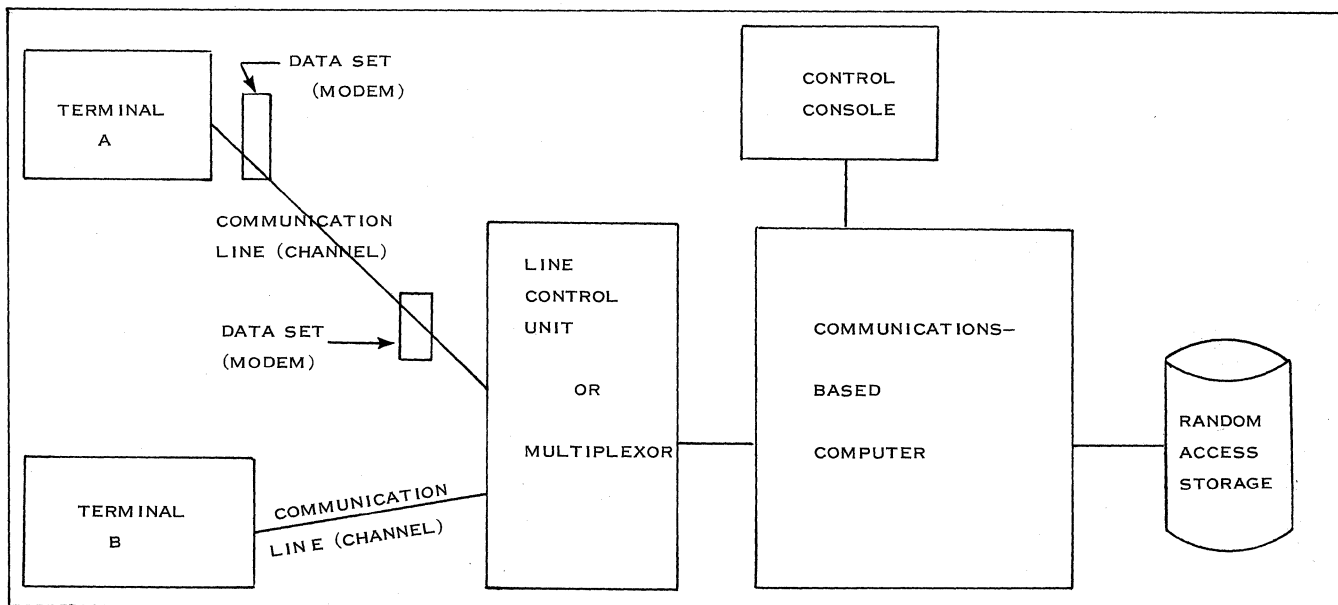 TERMINAL
A
DATA SET
(MODEM)
COMMUNICATION
LINE (CHANNEL)
DATA SET
(MODEM)
TERMINAL
B
COMMUNICATION
LINE (CHANNEL)
LINE
CONTROL
UNIT
OR
MULTIPLEXOR
CONTROL
CONSOLE
COMMUNICATIONS–
BASED
COMPUTER
RANDOM
ACCESS
STORAGE